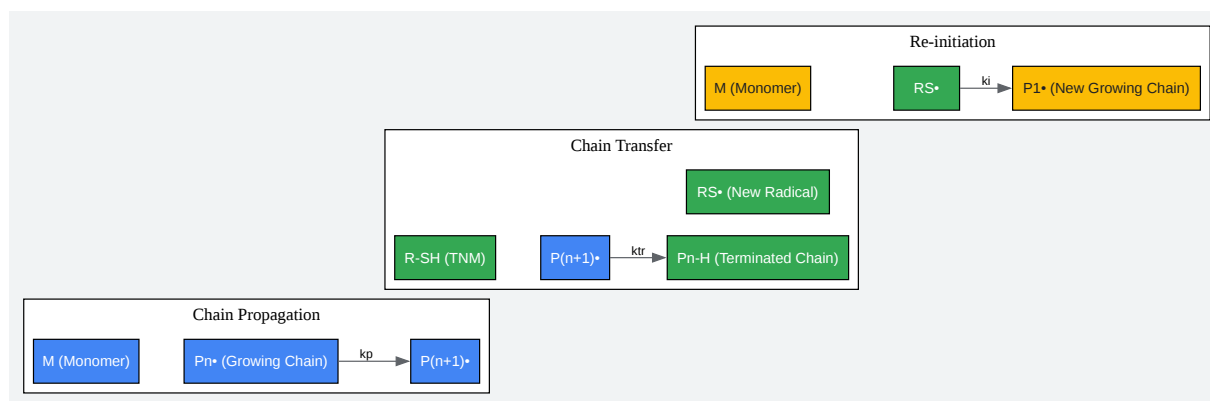 Re-initiation
M (Monomer)
RS•
ki
P1• (New Growing Chain)
Chain Transfer
RS• (New Radical)
R-SH (TNM)
P(n+1)•
ktr
Pn-H (Terminated Chain)
Chain Propagation
M (Monomer)
Pn• (Growing Chain)
kp
P(n+1)•